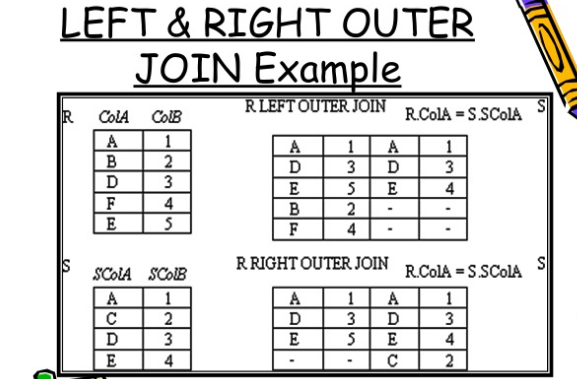 LEFT & RIGHT OUTER
JOIN Example
R ColA ColB
A 1
B 2
D 3
F 4
E 5
R LEFT OUTER JOIN R.ColA = S.SColA S
A 1 A 1
D 3 D 3
E 5 E 4
B 2 - -
F 4 - -
S SColA SColB
A 1
C 2
D 3
E 4
R RIGHT OUTER JOIN R.ColA = S.SColA S
A 1 A 1
D 3 D 3
E 5 E 4
- - C 2